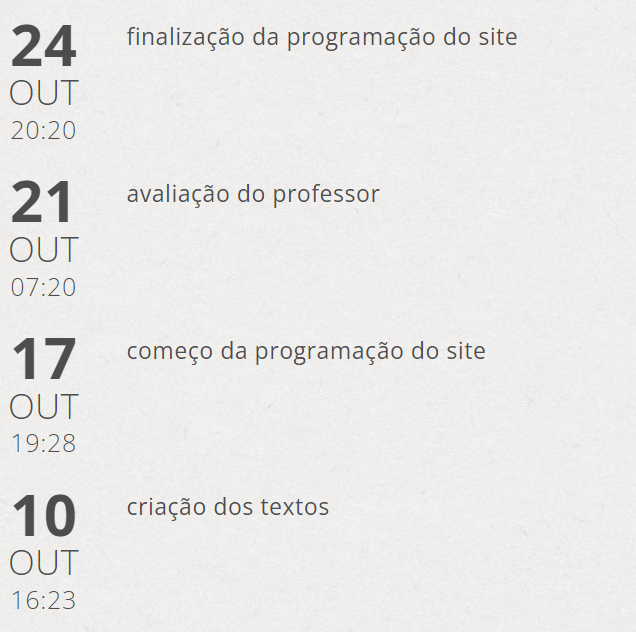 24
OUT
20:20
finalização da programação do site
21
OUT
07:20
avaliação do professor
17
OUT
19:28
começo da programação do site
10
OUT
16:23
criação dos textos